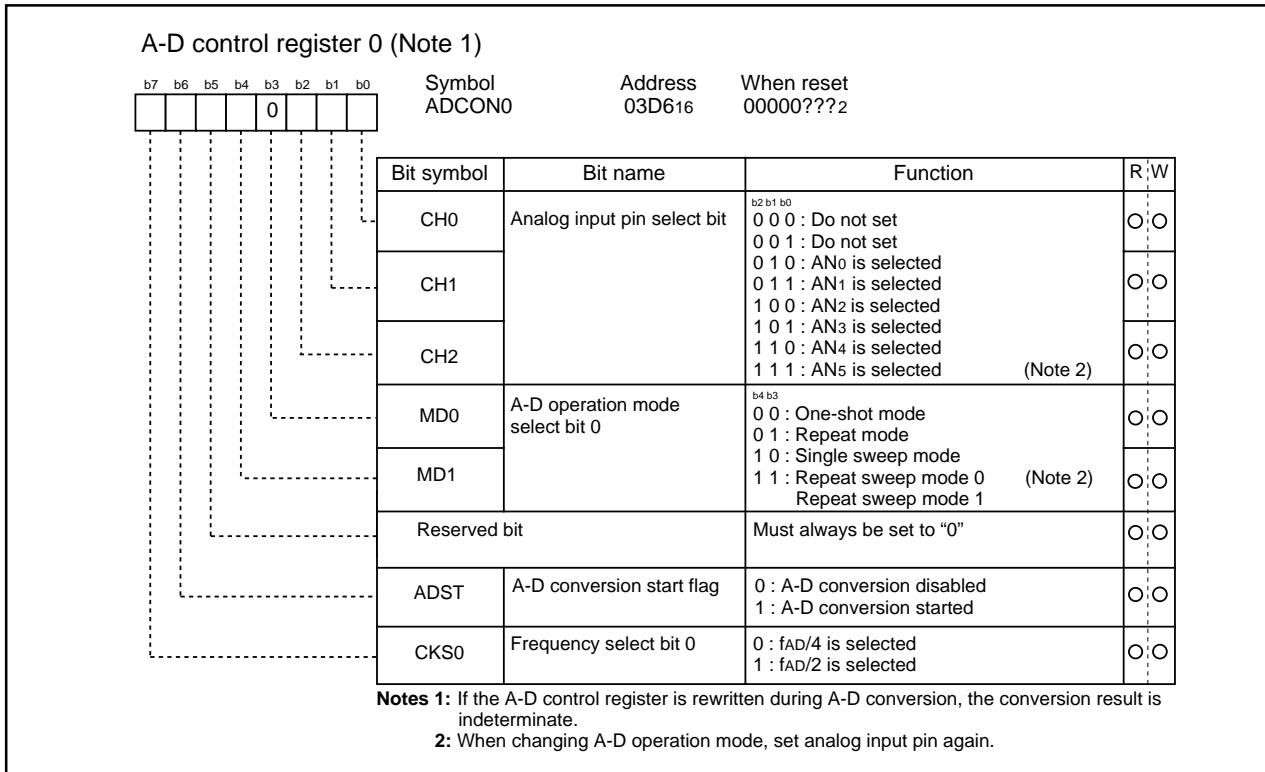 A-D control register 0 (Note 1)
b7 b6 b5 b4 b3 b2 b1 b0
0
Symbol Address When reset
ADCON0 03D616 00000???2
Bit symbol Bit name Function R W
CH0 Analog input pin select bit
b2 b1 b0
0 0 0 : Do not set
0 0 1 : Do not set
0 1 0 : AN0 is selected
CH1
0 1 1 : AN1 is selected
1 0 0 : AN2 is selected
1 0 1 : AN3 is selected
CH2
1 1 0 : AN4 is selected
1 1 1 : AN5 is selected (Note 2)
MD0 A-D operation mode
select bit 0
b4 b3
0 0 : One-shot mode
0 1 : Repeat mode
MD1
1 0 : Single sweep mode
1 1 : Repeat sweep mode 0 (Note 2)
Repeat sweep mode 1
Reserved bit Must always be set to “0”
ADST A-D conversion start flag 0 : A-D conversion disabled
1 : A-D conversion started
CKS0 Frequency select bit 0 0 : fAD/4 is selected
1 : fAD/2 is selected
Notes 1: If the A-D control register is rewritten during A-D conversion, the conversion result is
indeterminate.
2: When changing A-D operation mode, set analog input pin again.